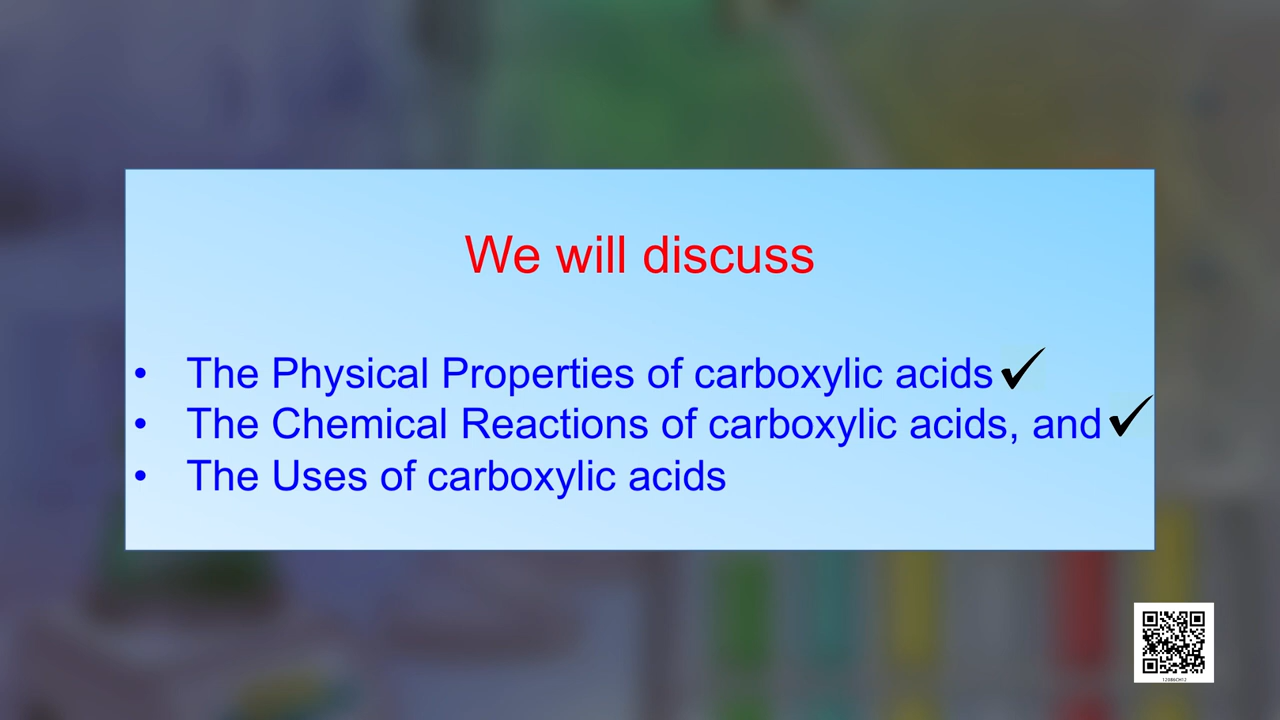 We will discuss
• The Physical Properties of carboxylic acids ✓
• The Chemical Reactions of carboxylic acids, and ✓
• The Uses of carboxylic acids